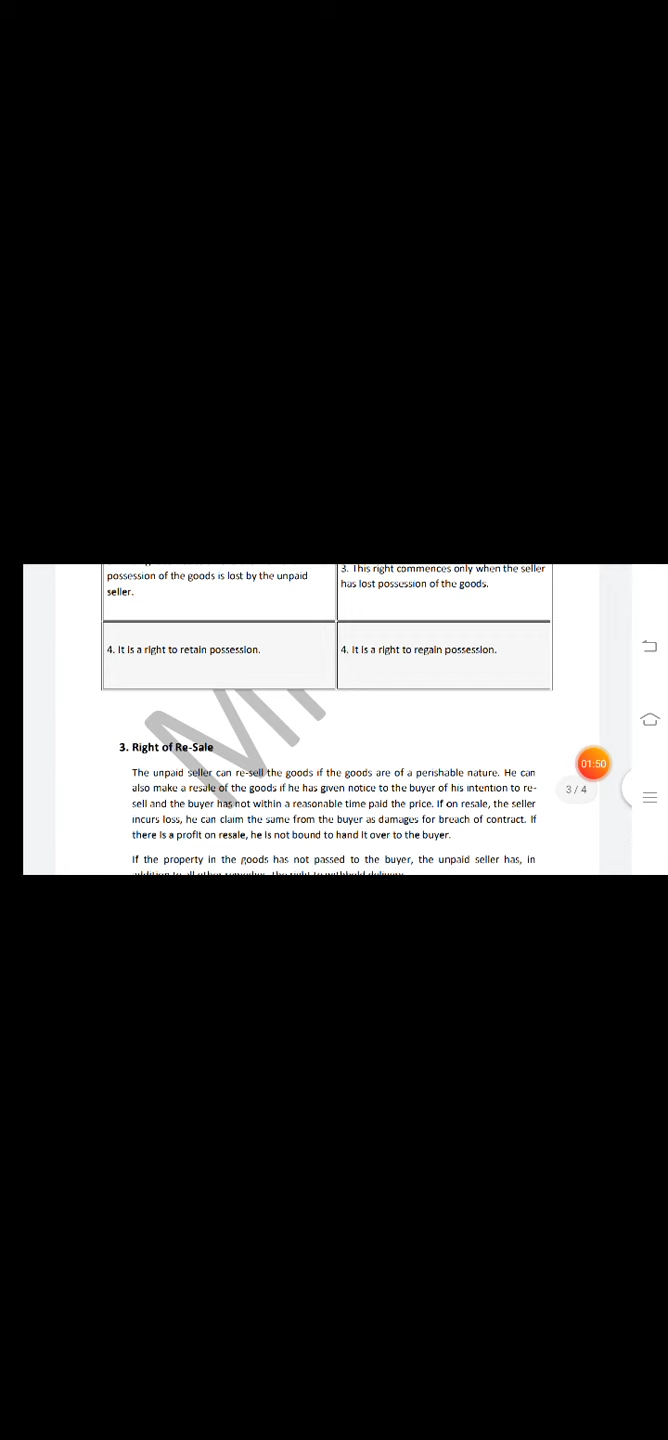 possession of the goods is lost by the unpaid
seller.
3. This right commences only when the seller
has lost possession of the goods.
4. It is a right to retain possession.
4. It is a right to regain possession.
3. Right of Re-Sale
The unpaid seller can re-sell the goods if the goods are of a perishable nature. He can
also make a resale of the goods if he has given notice to the buyer of his intention to re-
sell and the buyer has not within a reasonable time paid the price. If on resale, the seller
incurs loss, he can claim the same from the buyer as damages for breach of contract. If
there is a profit on resale, he is not bound to hand it over to the buyer.
If the property in the goods has not passed to the buyer, the unpaid seller has, in
01:50
3 / 4